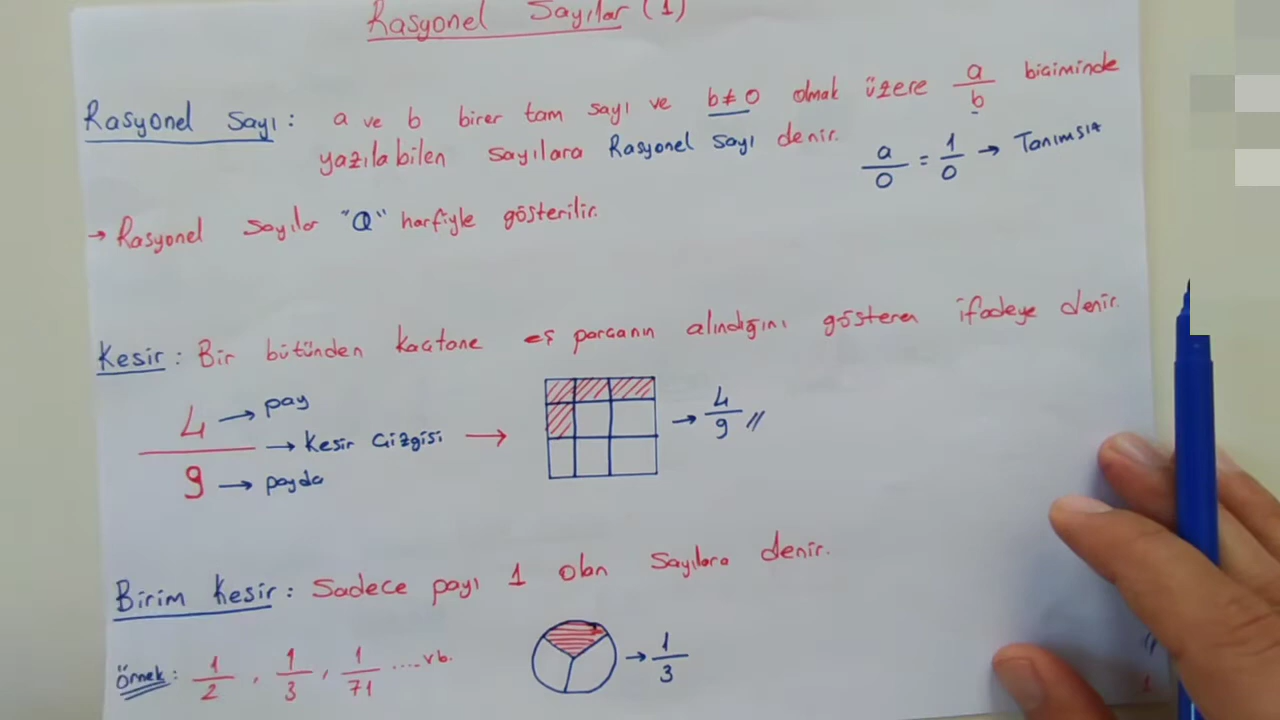 Rasyonel Sayılar (1)
Rasyonel Sayı: a ve b birer tam sayı ve b≠0 olmak üzere a/b biçiminde
yazılabilen sayılara Rasyonel sayı denir.
a/0 = 1/0 → Tanımsız
→ Rasyonel Sayılar "Q" harfiyle gösterilir.
Kesir: Bir bütünden kaçtane eş parçanın alındığını gösteren ifadeye denir.
4 → pay
→ Kesir Çizgisi →
9 → payda
→ 4/9 //
Birim Kesir: Sadece payı 1 olan sayılara denir.
Örnek: 1/2, 1/3, 1/71 ....vb.
→ 1/3